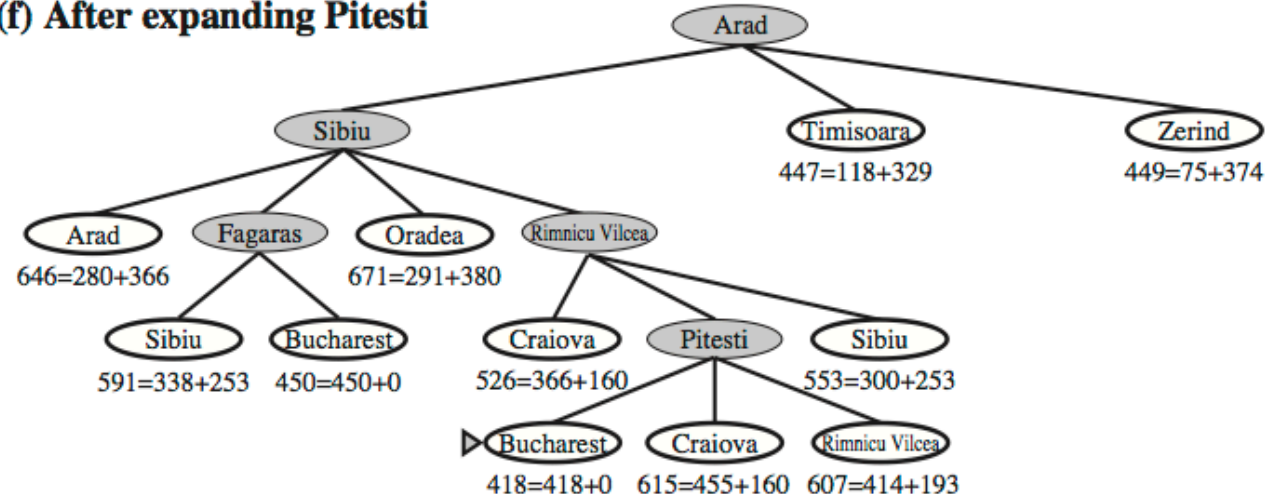 (f) After expanding Pitesti
Arad
Sibiu
Timisoara
Zerind
447=118+329
449=75+374
Arad
Fagaras
Oradea
Rimnicu Vilcea
646=280+366
671=291+380
Sibiu
Bucharest
Craiova
Pitesti
Sibiu
591=338+253
450=450+0
526=366+160
553=300+253
Bucharest
Craiova
Rimnicu Vilcea
418=418+0
615=455+160
607=414+193